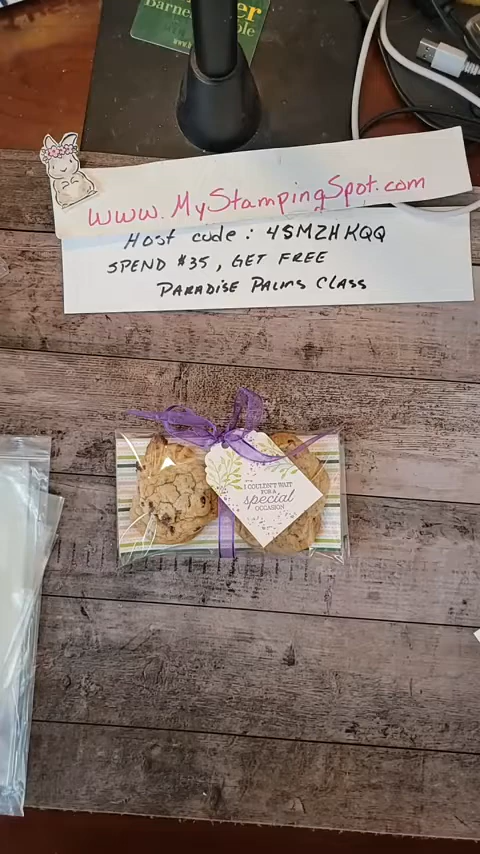 www.MyStampingSpot.com
Host code: 4SMZHKQQ
SPEND $35, GET FREE
PARADISE PALMS CLASS
I COULDN'T WAIT
FOR A
special
OCCASION